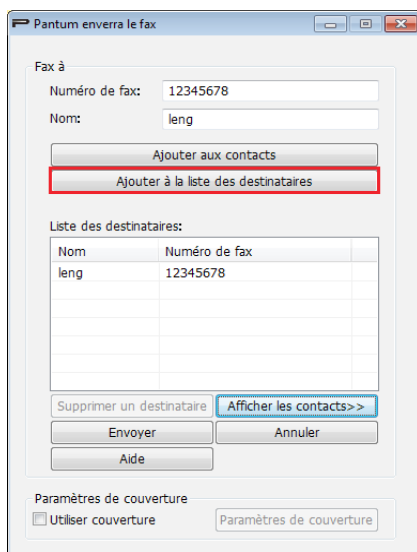 Pantum enverra le fax
Fax à
Numéro de fax: 12345678
Nom: leng
Ajouter aux contacts
Ajouter à la liste des destinataires
Liste des destinataires:
Nom Numéro de fax
leng 12345678
Supprimer un destinataire Afficher les contacts>>
Envoyer Annuler
Aide
Paramètres de couverture
Utiliser couverture Paramètres de couverture